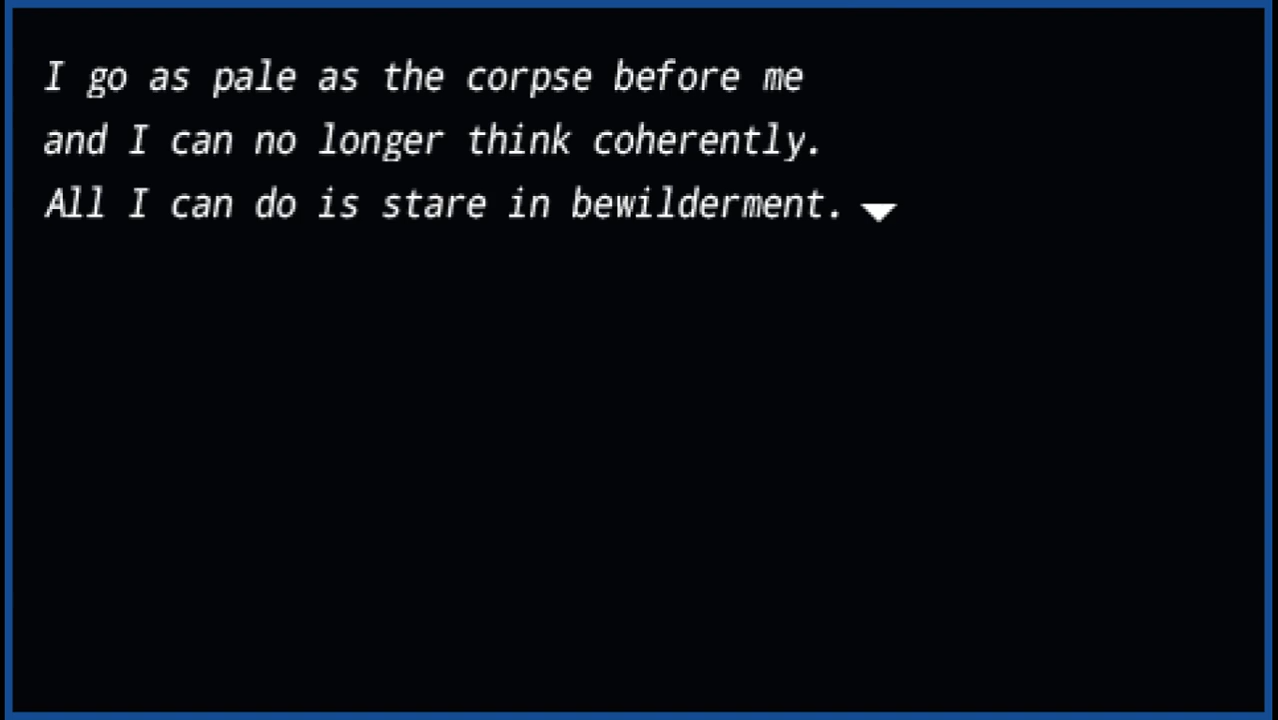 I go as pale as the corpse before me
and I can no longer think coherently.
All I can do is stare in bewilderment.